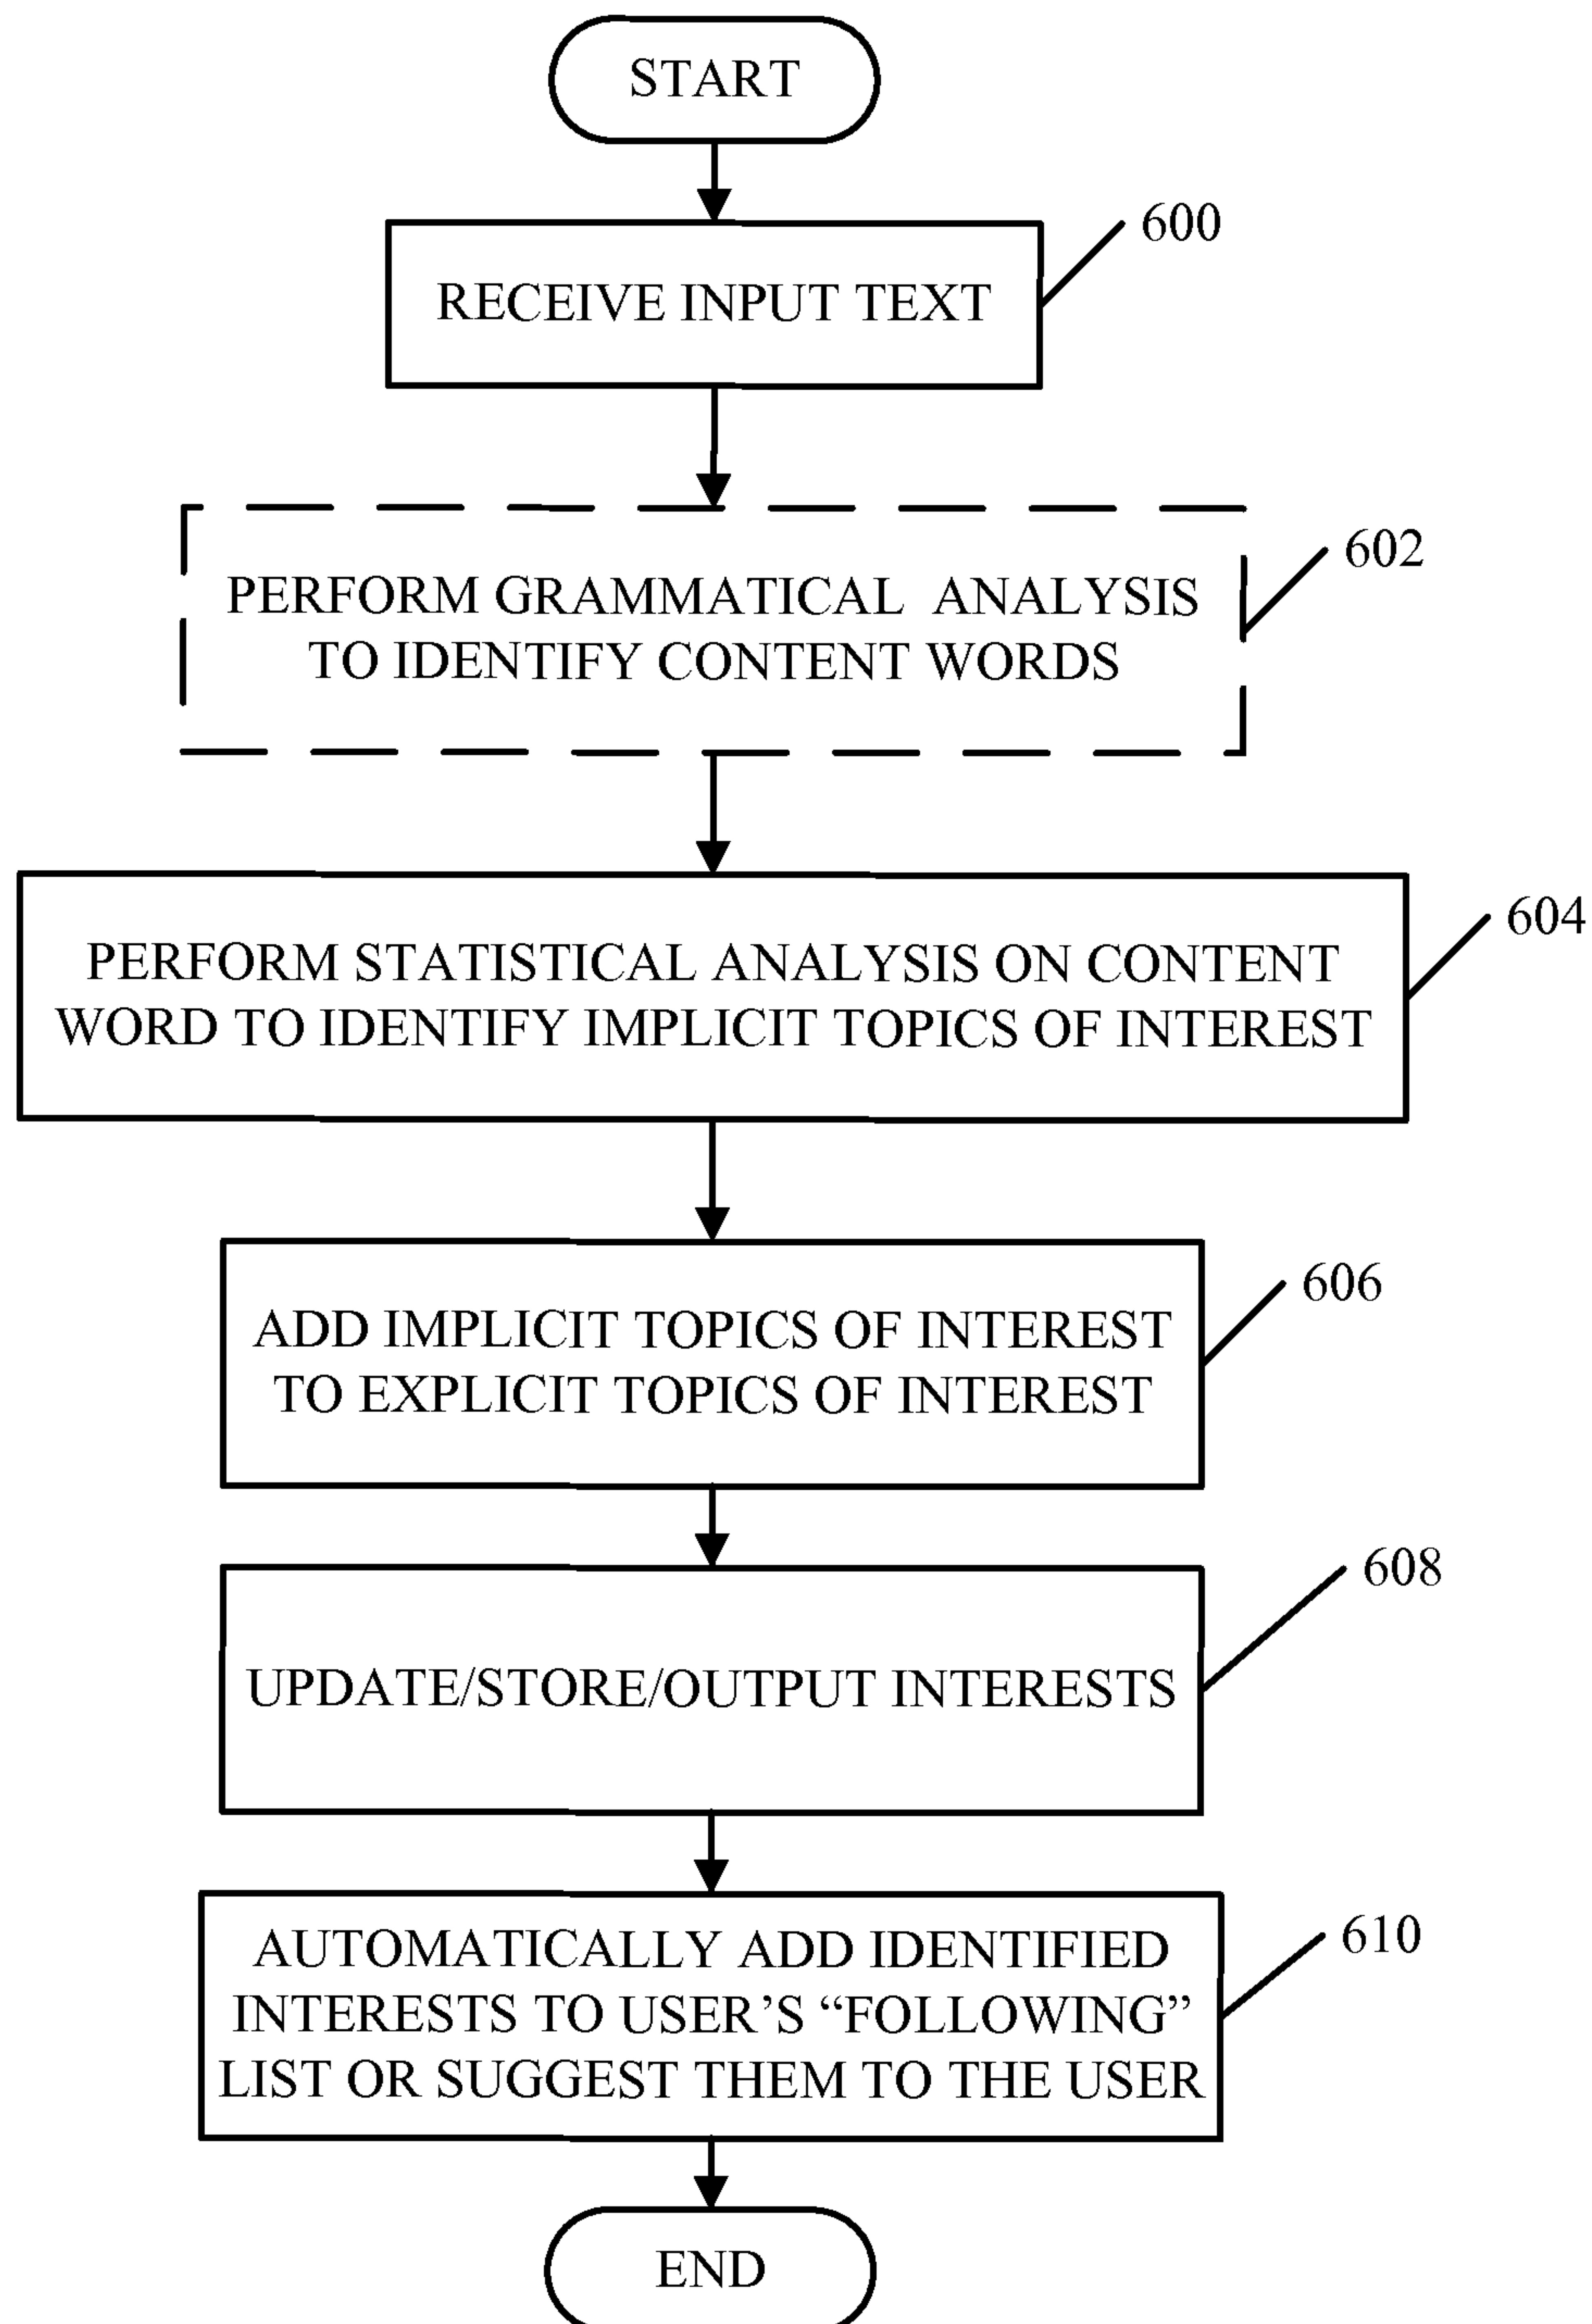 START
600
RECEIVE INPUT TEXT
602
PERFORM GRAMMATICAL ANALYSIS
TO IDENTIFY CONTENT WORDS
604
PERFORM STATISTICAL ANALYSIS ON CONTENT
WORD TO IDENTIFY IMPLICIT TOPICS OF INTEREST
606
ADD IMPLICIT TOPICS OF INTEREST
TO EXPLICIT TOPICS OF INTEREST
608
UPDATE/STORE/OUTPUT INTERESTS
610
AUTOMATICALLY ADD IDENTIFIED
INTERESTS TO USER’S “FOLLOWING”
LIST OR SUGGEST THEM TO THE USER
END